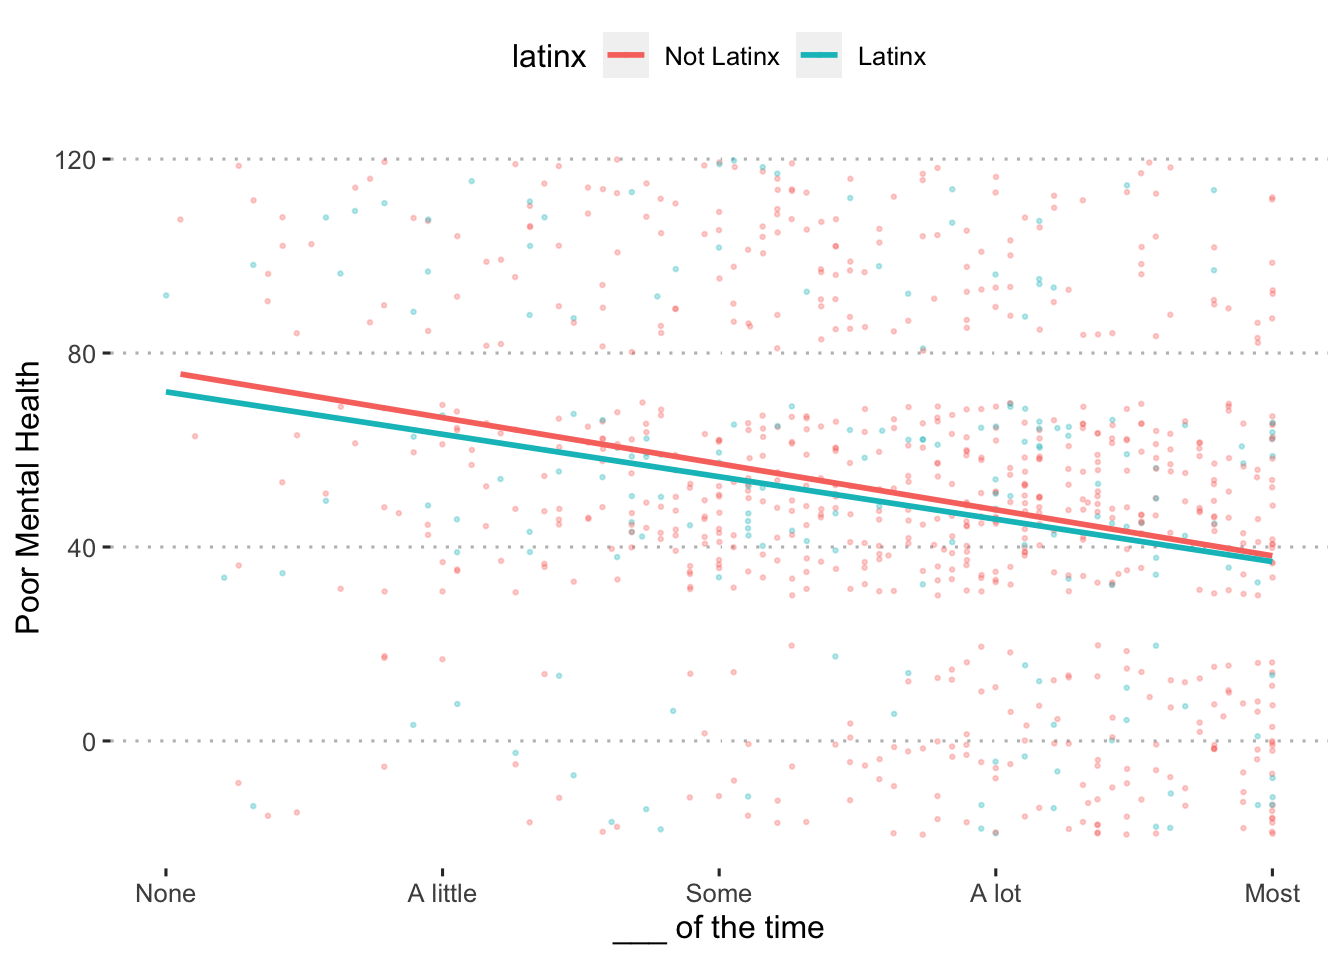 latinx Not Latinx Latinx
120
80
40
0
Poor Mental Health
None A little Some A lot Most
___ of the time